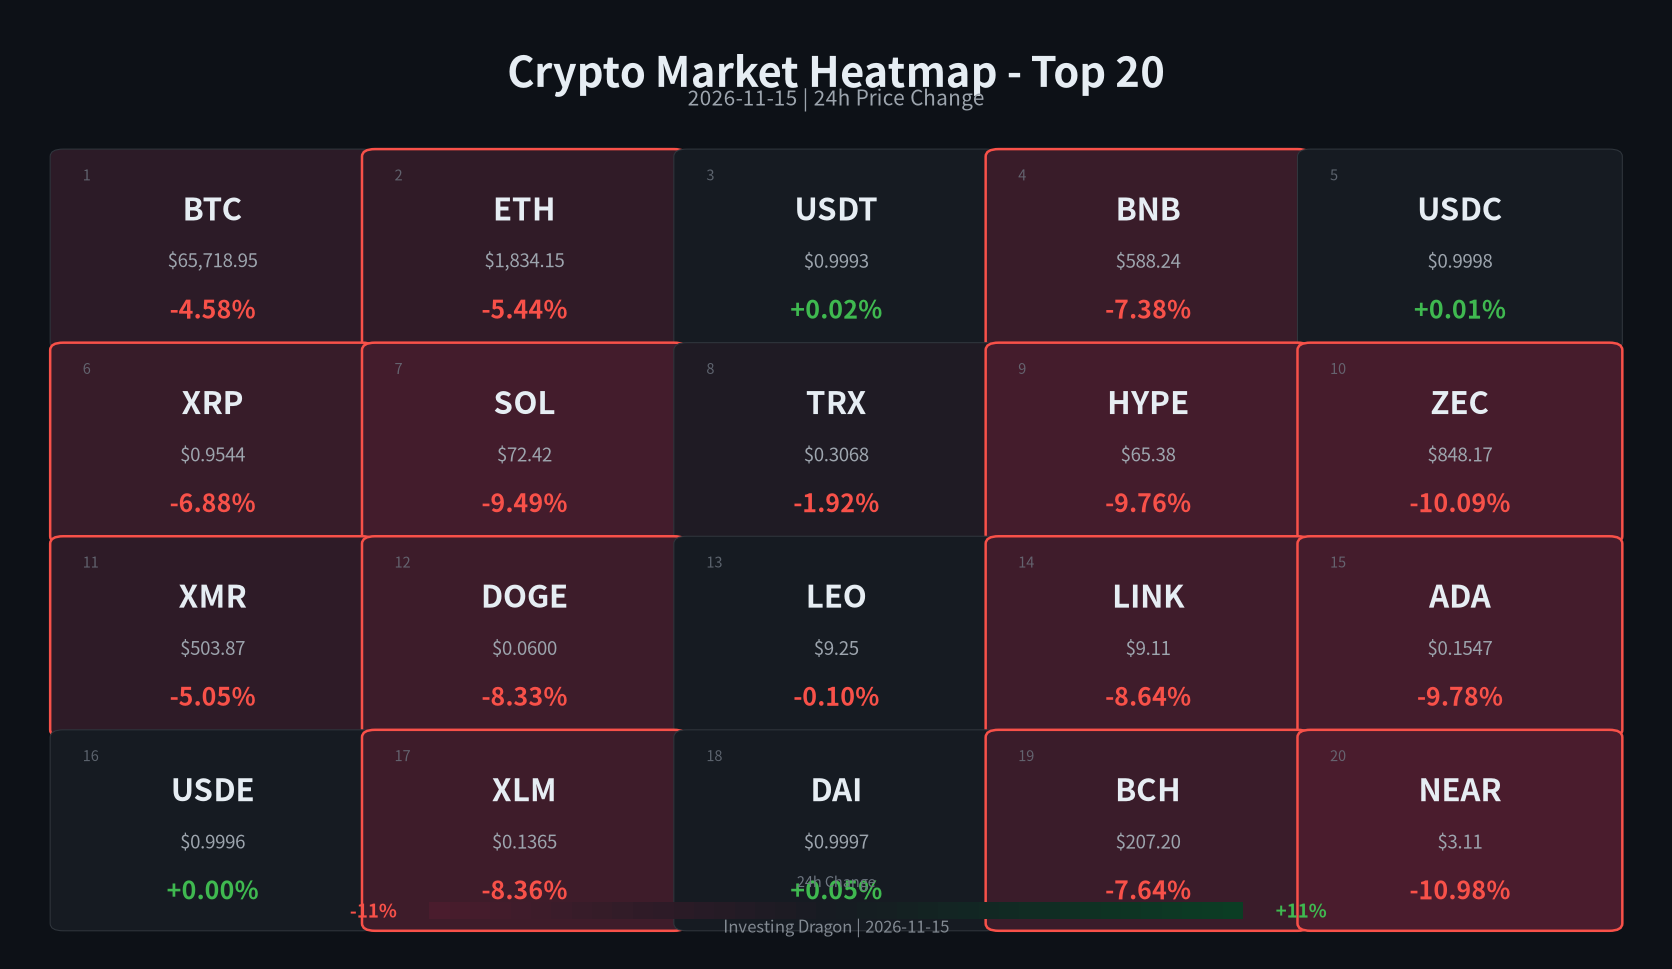 Crypto Market Heatmap - Top 20
2026-11-15 | 24h Price Change
1
BTC
$65,718.95
-4.58%
2
ETH
$1,834.15
-5.44%
3
USDT
$0.9993
+0.02%
4
BNB
$588.24
-7.38%
5
USDC
$0.9998
+0.01%
6
XRP
$0.9544
-6.88%
7
SOL
$72.42
-9.49%
8
TRX
$0.3068
-1.92%
9
HYPE
$65.38
-9.76%
10
ZEC
$848.17
-10.09%
11
XMR
$503.87
-5.05%
12
DOGE
$0.0600
-8.33%
13
LEO
$9.25
-0.10%
14
LINK
$9.11
-8.64%
15
ADA
$0.1547
-9.78%
16
USDE
$0.9996
+0.00%
17
XLM
$0.1365
-8.36%
18
DAI
$0.9997
+0.05%
19
BCH
$207.20
-7.64%
20
NEAR
$3.11
-10.98%
24h Change
-11%
+11%
Investing Dragon | 2026-11-15